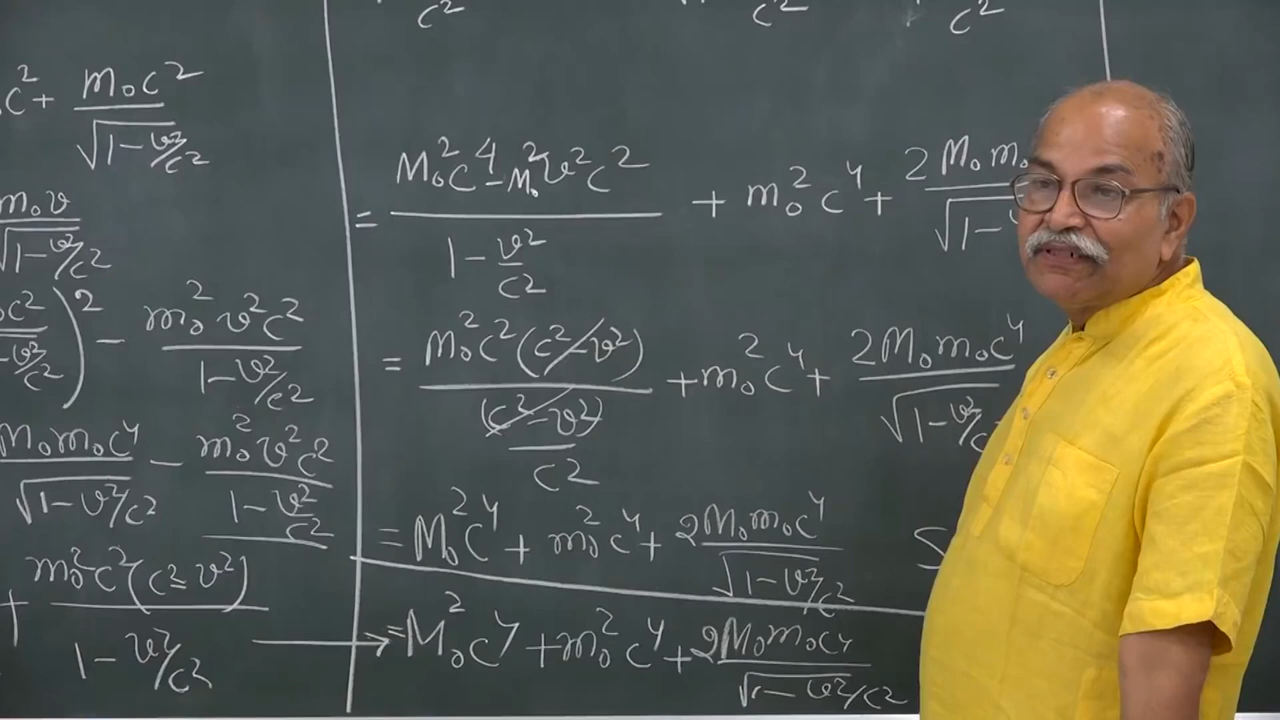 c² + m₀c² / √(1 - v²/c²)
m₀v / √(1 - v²/c²)
c² / v²/c² )² - m₀²v²c² / (1 - v²/c²)
M₀m₀c⁴ / √(1 - v²/c²) - m₀²v²c² / (1 - v²/c²)
+ m₀²c²(c² - v²) / (1 - v²/c²) →
c² c² c²
= (M₀²c⁴ - M₀²v²c²) / (1 - v²/c²) + m₀²c⁴ + 2M₀m₀ / √(1 -
= M₀²c²(c² - v²) / ((c² - v²) / c²) + m₀²c⁴ + 2M₀m₀c⁴ / √(1 - v²/c
= M₀²c⁴ + m₀²c⁴ + 2M₀m₀c⁴ / √(1 - v²/c²)
= M₀²c⁴ + m₀²c⁴ + 2M₀m₀c⁴ / √(1 - v²/c²)
S